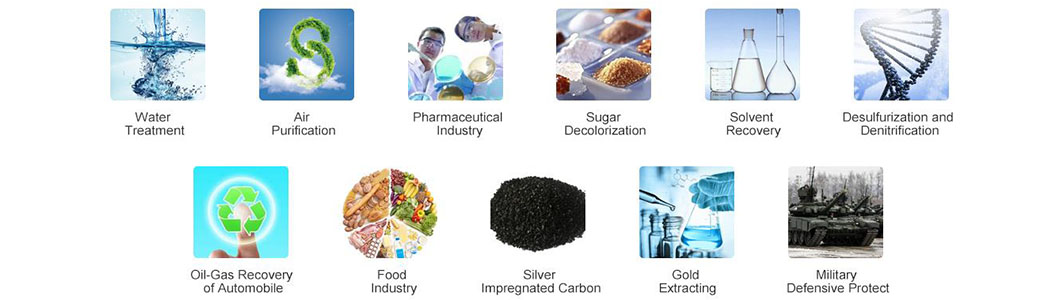 Water
Treatment
Air
Purification
Pharmaceutical
Industry
Sugar
Decolorization
Solvent
Recovery
Desulfurization and
Denitrification
Oil-Gas Recovery
of Automobile
Food
Industry
Silver
Impregnated Carbon
Gold
Extracting
Military
Defensive Protect